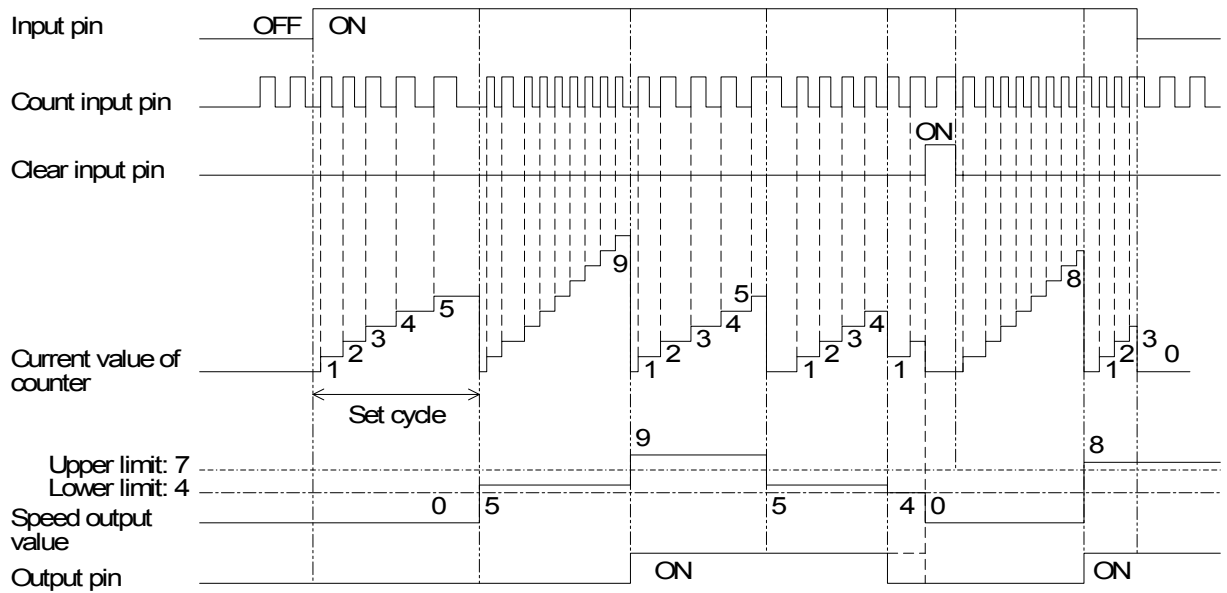 Input pin
OFF
ON
Count input pin
ON
Clear input pin
1
2
3
4
5
9
1
2
3
4
5
1
2
3
4
1
8
1
2
3
0
Current value of
counter
Set cycle
9
8
Upper limit: 7
Lower limit: 4
0
5
5
4
0
Speed output
value
Output pin
ON
ON